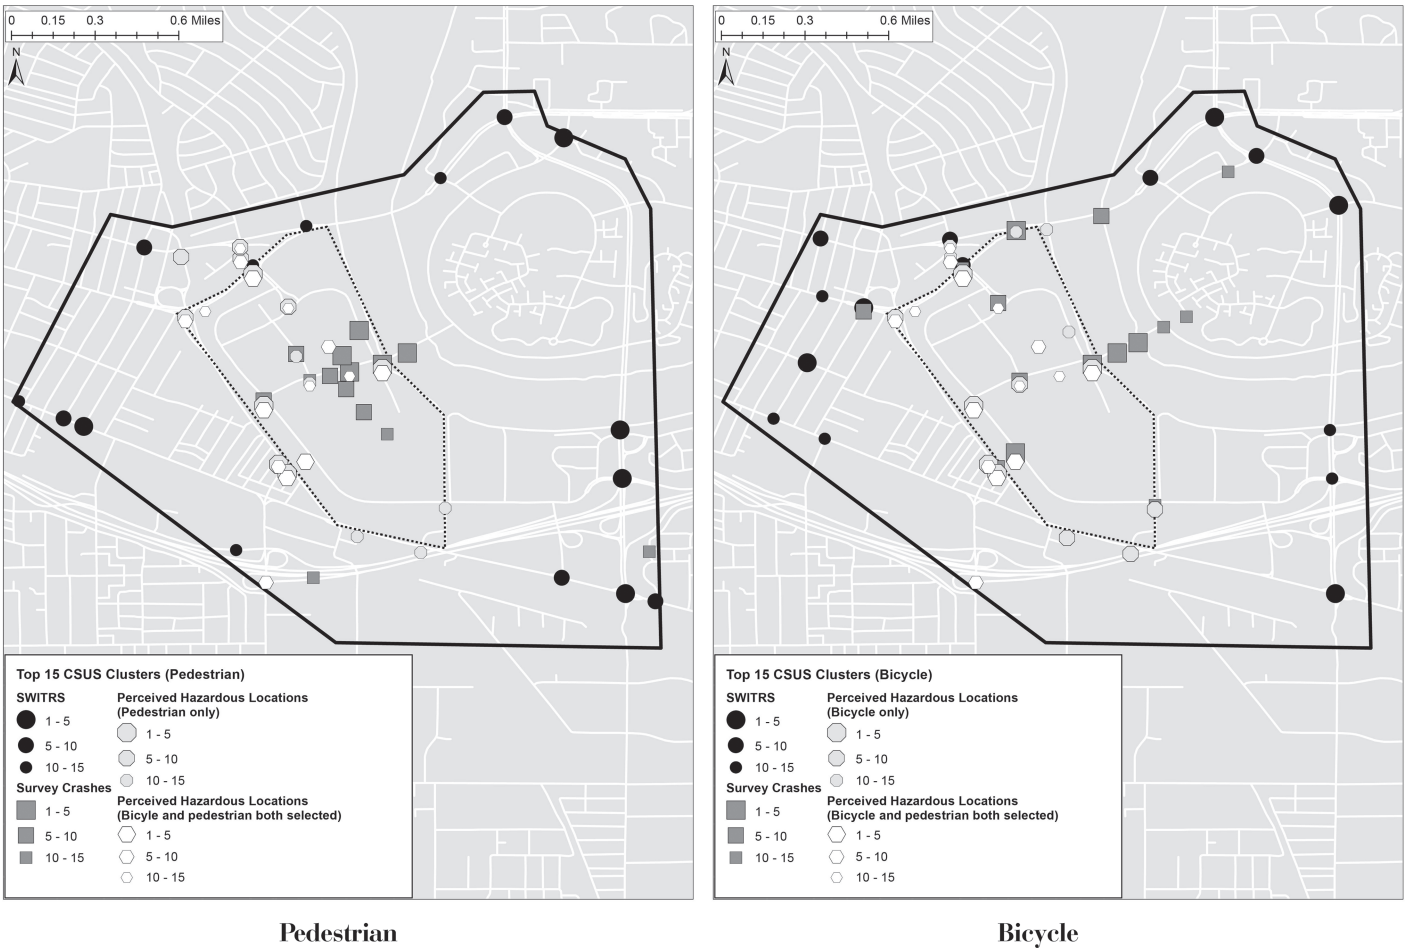 0 0.15 0.3 0.6 Miles
N
Top 15 CSUS Clusters (Pedestrian)
SWITRS
1 - 5
5 - 10
10 - 15
Survey Crashes
1 - 5
5 - 10
10 - 15
Perceived Hazardous Locations
(Pedestrian only)
1 - 5
5 - 10
10 - 15
Perceived Hazardous Locations
(Bicyle and pedestrian both selected)
1 - 5
5 - 10
10 - 15
Pedestrian
0 0.15 0.3 0.6 Miles
N
Top 15 CSUS Clusters (Bicycle)
SWITRS
1 - 5
5 - 10
10 - 15
Survey Crashes
1 - 5
5 - 10
10 - 15
Perceived Hazardous Locations
(Bicycle only)
1 - 5
5 - 10
10 - 15
Perceived Hazardous Locations
(Bicycle and pedestrian both selected)
1 - 5
5 - 10
10 - 15
Bicycle